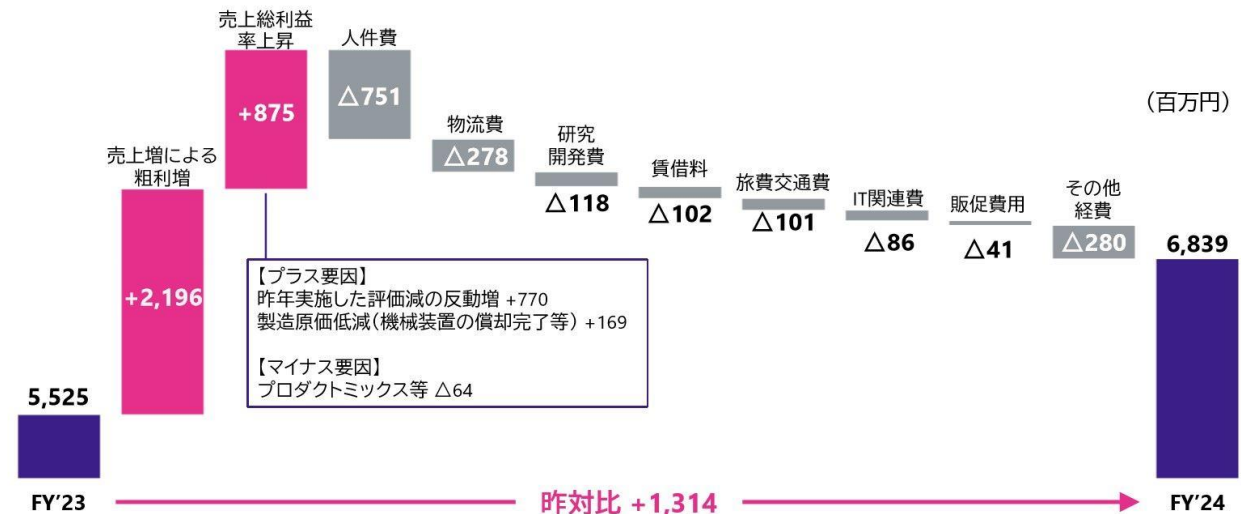 売上総利益
率上昇
+875
人件費
△751
(百万円)
物流費
△278
研究
開発費
△118
売上増による
粗利増
+2,196
賃借料
△102
旅費交通費
△101
IT関連費
△86
販促費用
△41
その他
経費
△280
6,839
【プラス要因】
昨年実施した評価減の反動増 +770
製造原価低減(機械装置の償却完了等) +169
【マイナス要因】
プロダクトミックス等 △64
5,525
FY'23
昨対比 +1,314
FY'24